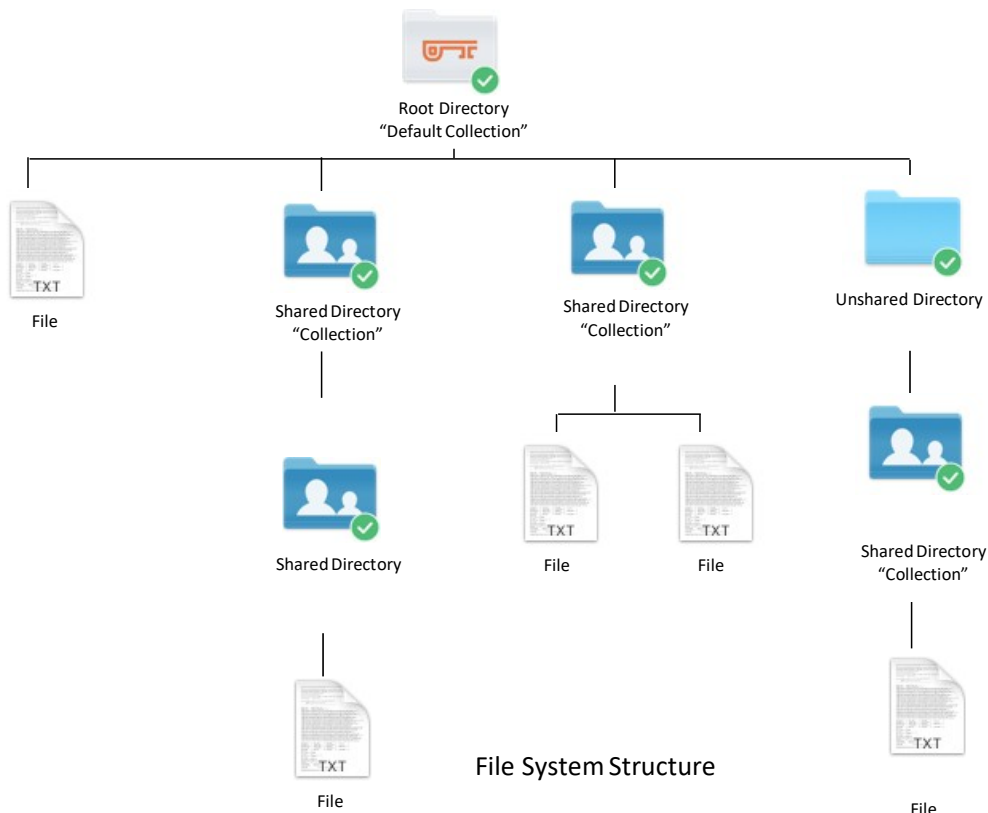 Root Directory
“Default Collection”
TXT
File
Shared Directory
“Collection”
Shared Directory
“Collection”
Unshared Directory
Shared Directory
TXT
File
TXT
File
Shared Directory
“Collection”
TXT
File
TXT
File
File System Structure